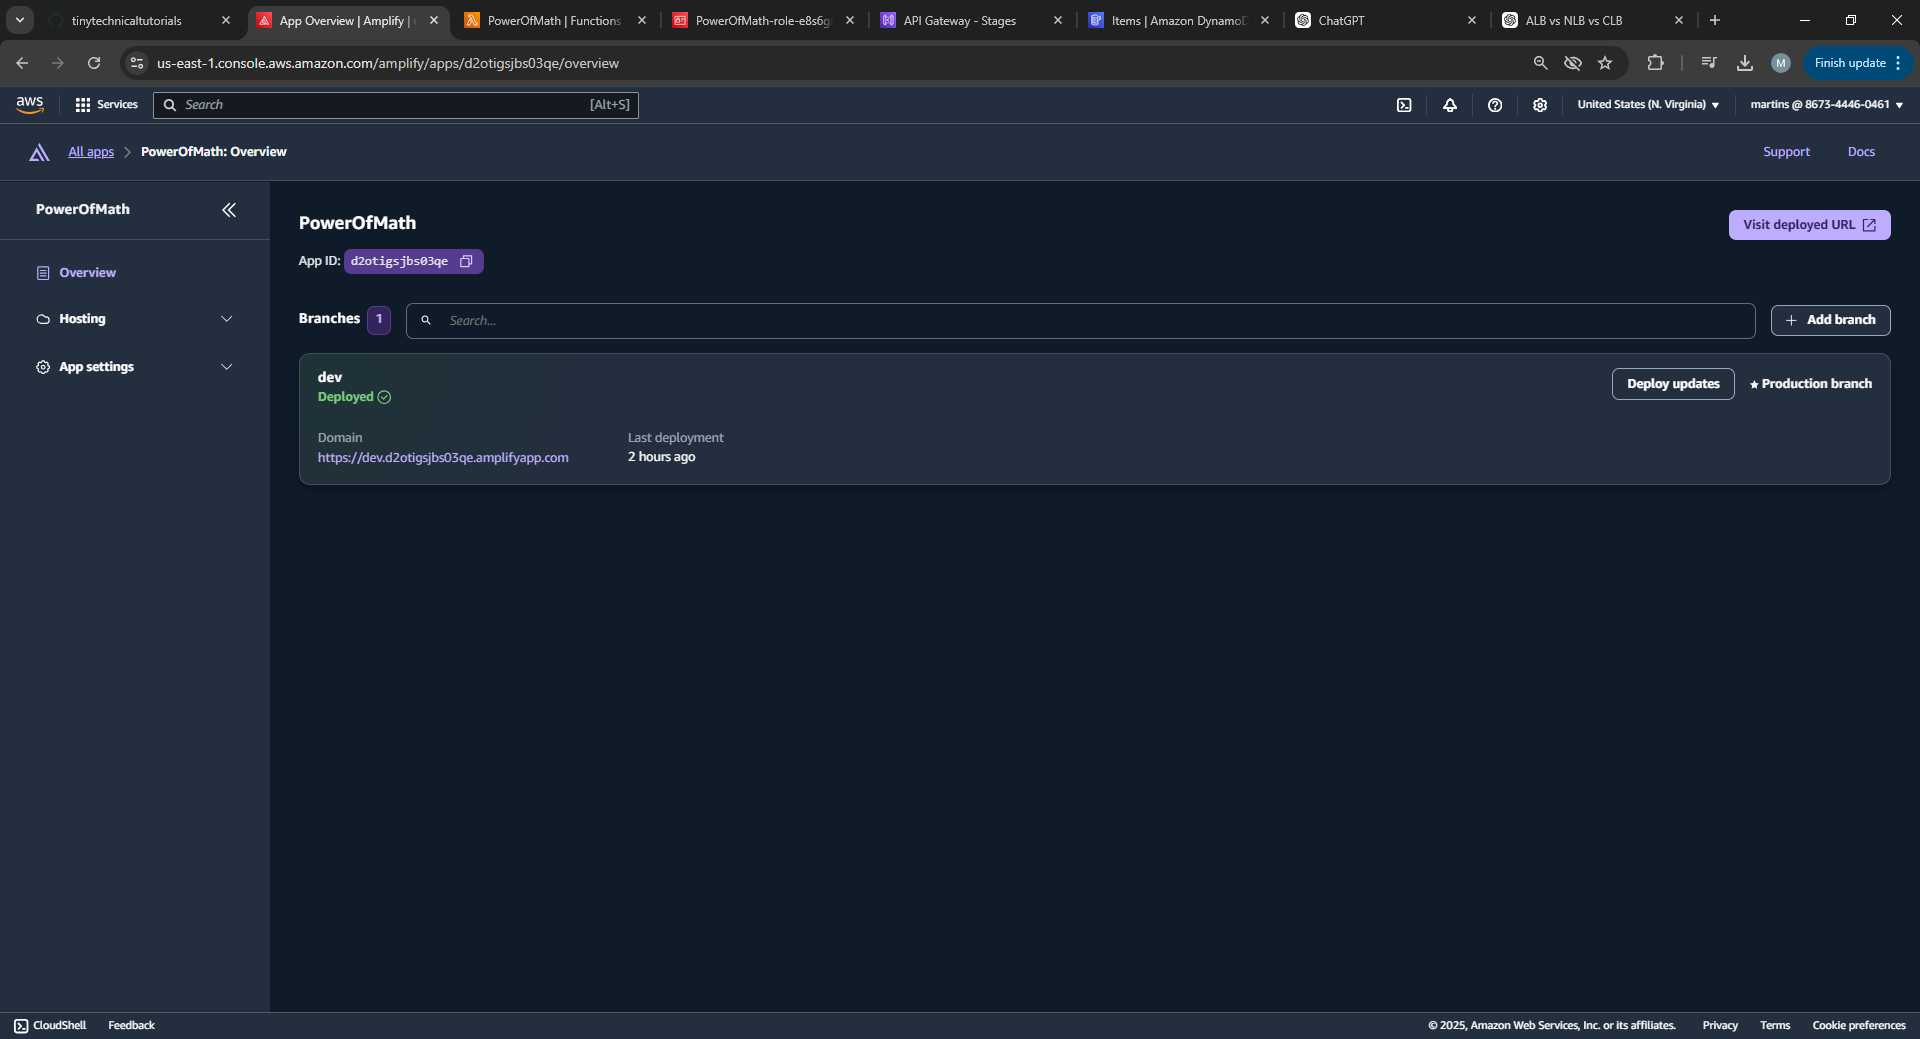 tinytechnicaltutorials
App Overview | Amplify |
PowerOfMath | Functions
PowerOfMath-role-e8s6g
API Gateway - Stages
Items | Amazon DynamoD
ChatGPT
ALB vs NLB vs CLB
us-east-1.console.aws.amazon.com/amplify/apps/d2otigsjbs03qe/overview
M
Finish update
aws
Services
Search
[Alt+S]
United States (N. Virginia)
martins @ 8673-4446-0461
All apps
PowerOfMath: Overview
Support
Docs
PowerOfMath
Overview
Hosting
App settings
PowerOfMath
Visit deployed URL
App ID: d2otigsjbs03qe
Branches 1
Search...
+ Add branch
dev
Deployed
Deploy updates
Production branch
Domain
https://dev.d2otigsjbs03qe.amplifyapp.com
Last deployment
2 hours ago
CloudShell
Feedback
© 2025, Amazon Web Services, Inc. or its affiliates.
Privacy
Terms
Cookie preferences